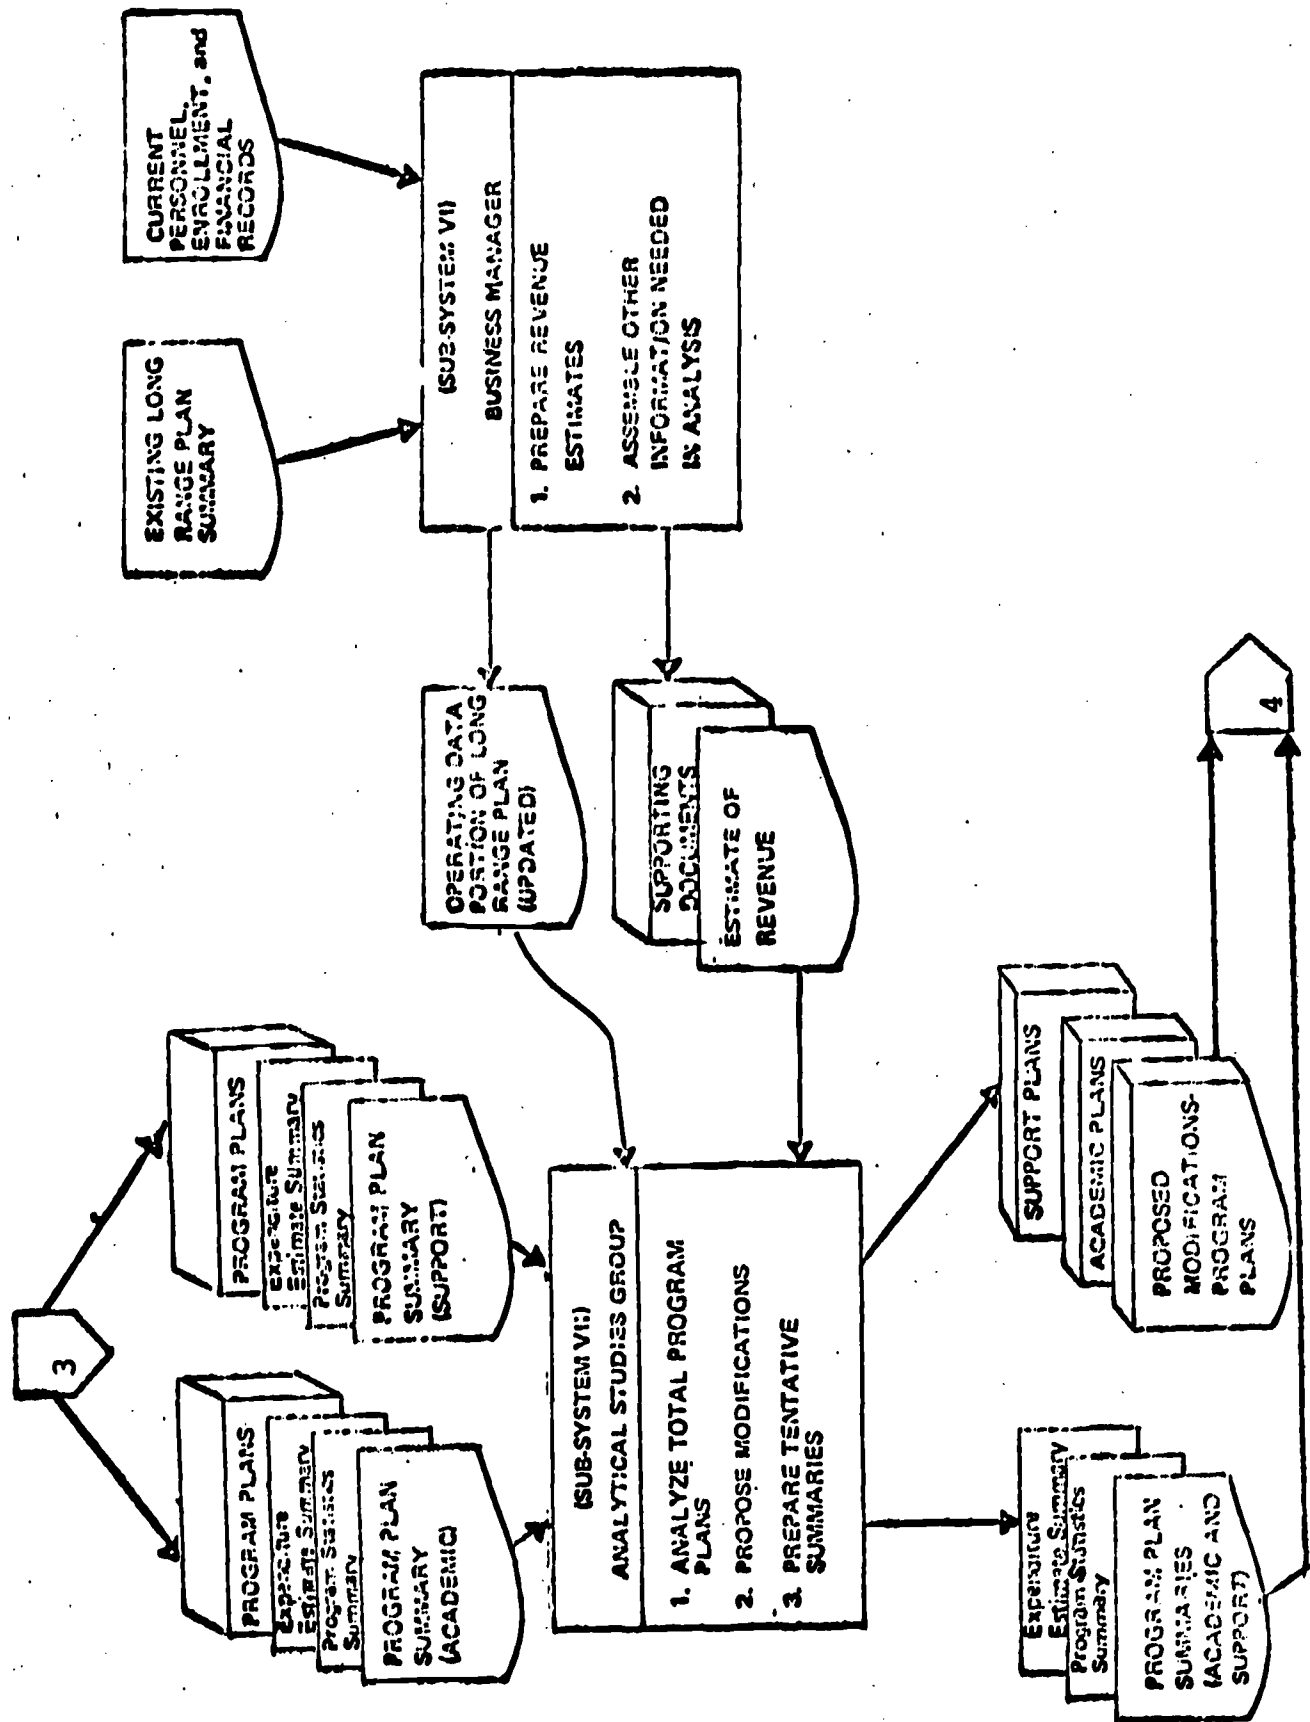 3
PROGRAM PLANS
Expenditure
Estimate Summary
Program Statistics
Summary
PROGRAM PLAN
SUMMARY
(ACADEMIC)
PROGRAM PLANS
Expenditure
Estimate Summary
Program Statistics
Summary
PROGRAM PLAN
SUMMARY
(SUPPORT)
EXISTING LONG
RANGE PLAN
SUMMARY
CURRENT
PERSONNEL,
ENROLLMENT, and
FINANCIAL
RECORDS
(SUB-SYSTEM VI)
BUSINESS MANAGER
1. PREPARE REVENUE
ESTIMATES
2. ASSEMBLE OTHER
INFORMATION NEEDED
IN ANALYSIS
OPERATING DATA
PORTION OF LONG
RANGE PLAN
(UPDATED)
SUPPORTING
DOCUMENTS
ESTIMATE OF
REVENUE
(SUB-SYSTEM VII)
ANALYTICAL STUDIES GROUP
1. ANALYZE TOTAL PROGRAM
PLANS
2. PROPOSE MODIFICATIONS
3. PREPARE TENTATIVE
SUMMARIES
Expenditure
Estimate Summary
Program Statistics
Summary
PROGRAM PLAN
SUMMARIES
(ACADEMIC AND
SUPPORT)
SUPPORT PLANS
ACADEMIC PLANS
PROPOSED
MODIFICATIONS-
PROGRAM
PLANS
4